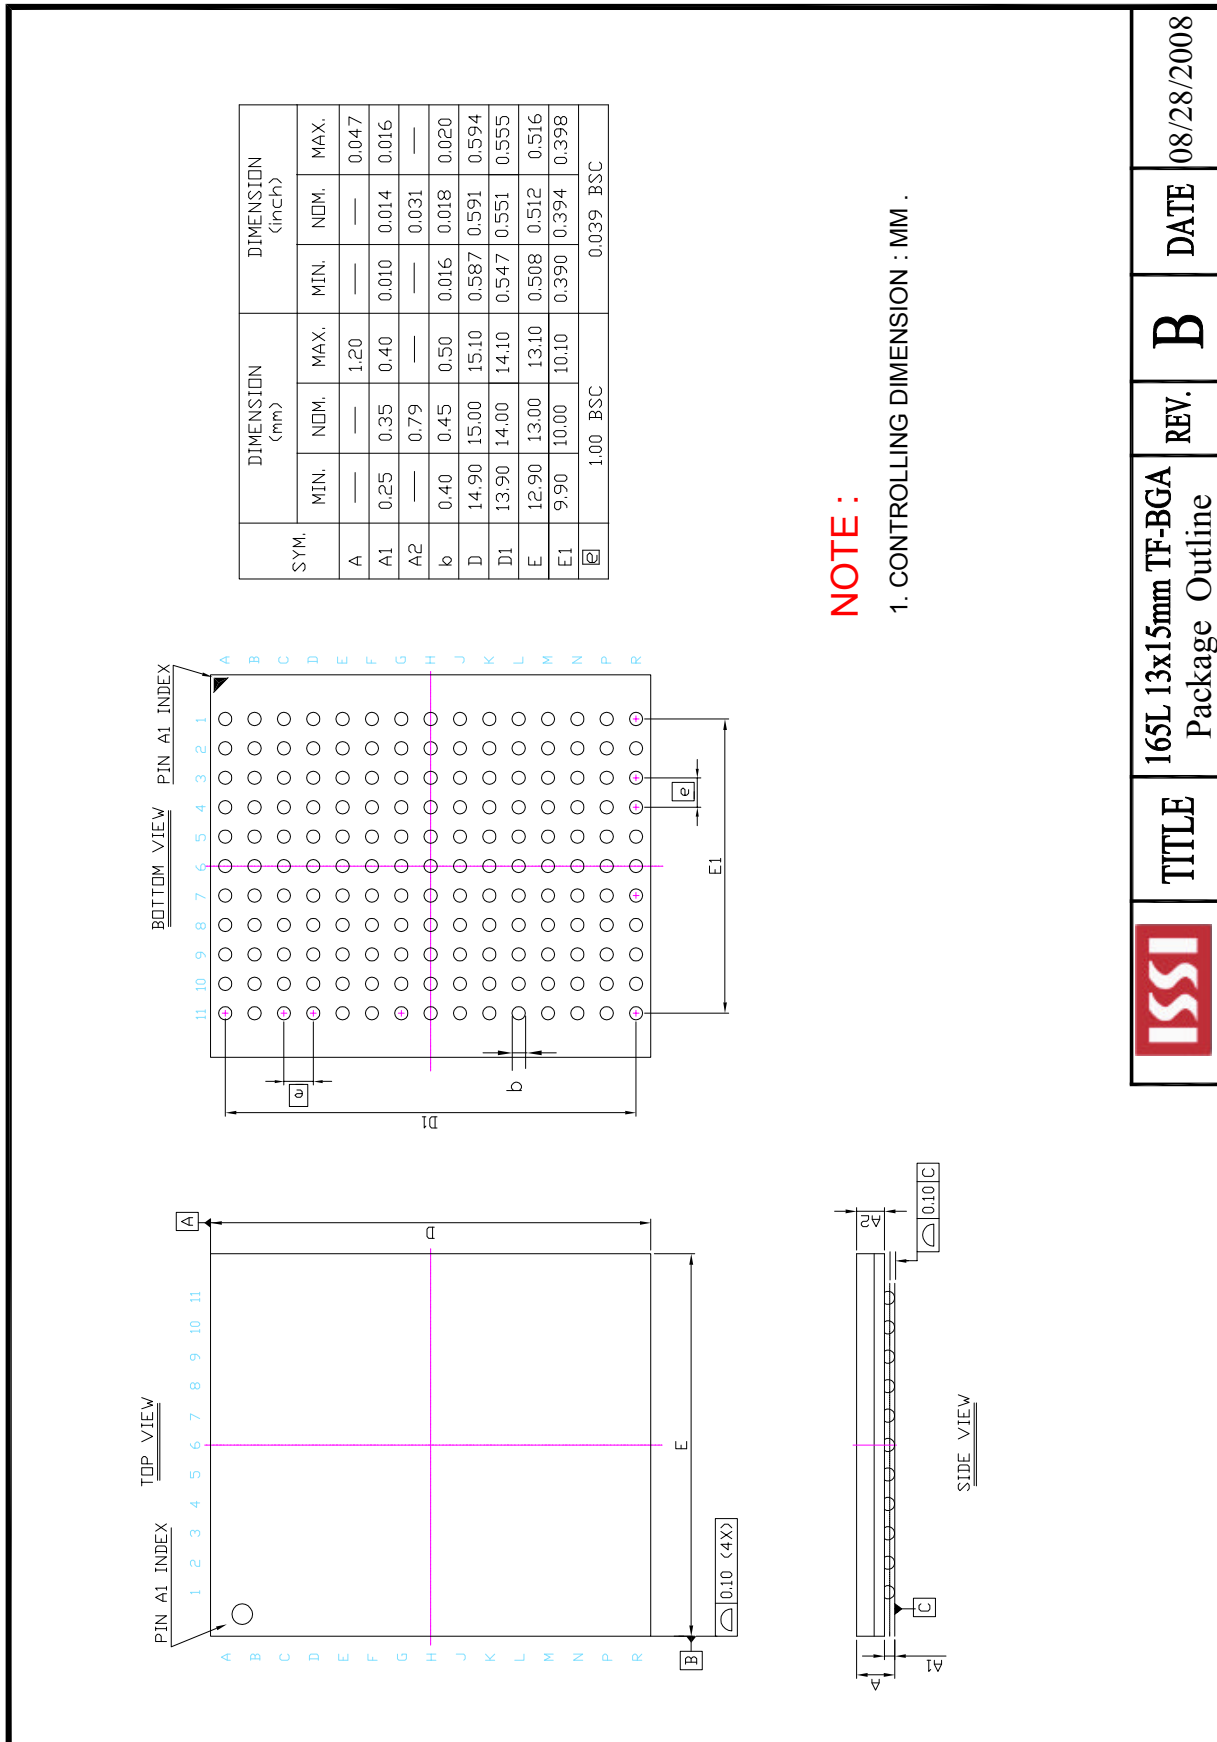 TOP VIEW
PIN A1 INDEX
1 2 3 4 5 6 7 8 9 10 11
A
B
C
D
E
F
G
H
J
K
L
M
N
P
R
A
D
E
B
0.10 (4X)
BOTTOM VIEW
PIN A1 INDEX
11 10 9 8 7 6 5 4 3 2 1
A
B
C
D
E
F
G
H
J
K
L
M
N
P
R
e
D1
b
e
E1
SYM. DIMENSION (mm) DIMENSION (inch)
MIN. NOM. MAX. MIN. NOM. MAX.
A — — 1.20 — — 0.047
A1 0.25 0.35 0.40 0.010 0.014 0.016
A2 — 0.79 — — 0.031 —
b 0.40 0.45 0.50 0.016 0.018 0.020
D 14.90 15.00 15.10 0.587 0.591 0.594
D1 13.90 14.00 14.10 0.547 0.551 0.555
E 12.90 13.00 13.10 0.508 0.512 0.516
E1 9.90 10.00 10.10 0.390 0.394 0.398
e 1.00 BSC 0.039 BSC
A
A1
C
A2
0.10 C
SIDE VIEW
NOTE :
1. CONTROLLING DIMENSION : MM .
ISSI
TITLE
165L 13x15mm TF-BGA
Package Outline
REV.
B
DATE
08/28/2008